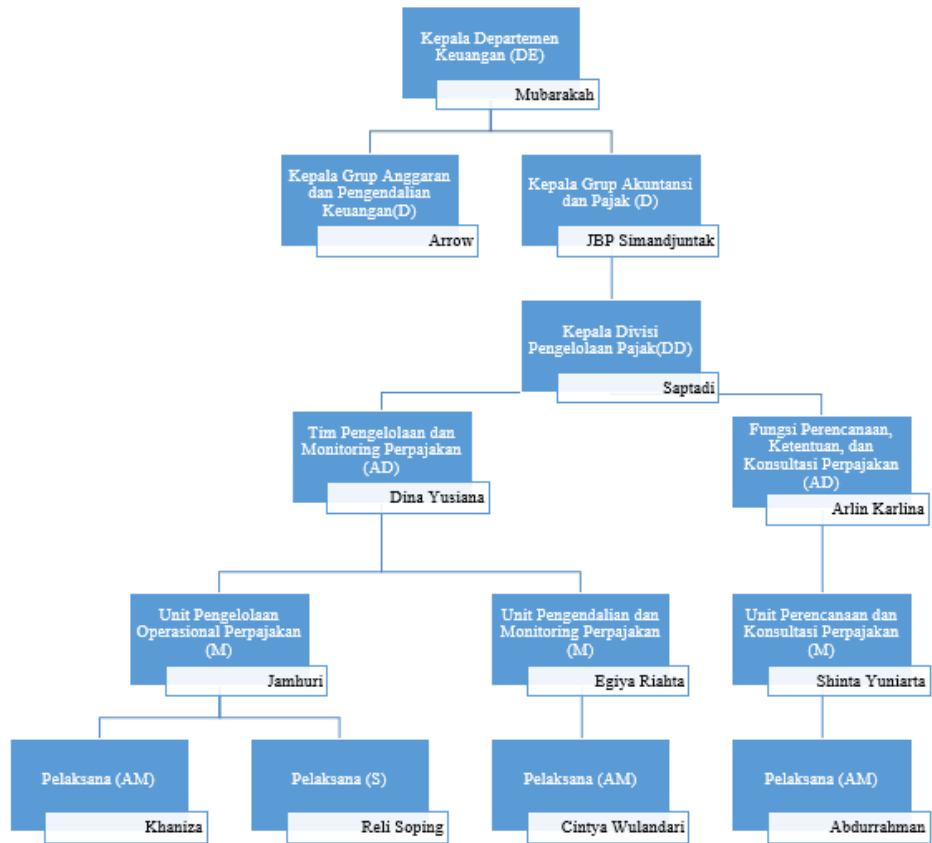 Kepala Departemen
Keuangan (DE)
Mubarakah
Kepala Grup Anggaran
dan Pengendalian
Keuangan(D)
Arrow
Kepala Grup Akuntansi
dan Pajak (D)
JBP Simandjuntak
Kepala Divisi
Pengelolaan Pajak(DD)
Saptadi
Tim Pengelolaan dan
Monitoring Perpajakan
(AD)
Dina Yusiana
Fungsi Perencanaan,
Ketentuan, dan
Konsultasi Perpajakan
(AD)
Arlin Karlina
Unit Pengelolaan
Operasional Perpajakan
(M)
Jamhuri
Unit Pengendalian dan
Monitoring Perpajakan
(M)
Egiya Riahta
Unit Perencanaan dan
Konsultasi Perpajakan
(M)
Shinta Yuniarta
Pelaksana (AM)
Khaniza
Pelaksana (S)
Reli Soping
Pelaksana (AM)
Cintya Wulandari
Pelaksana (AM)
Abdurrahman